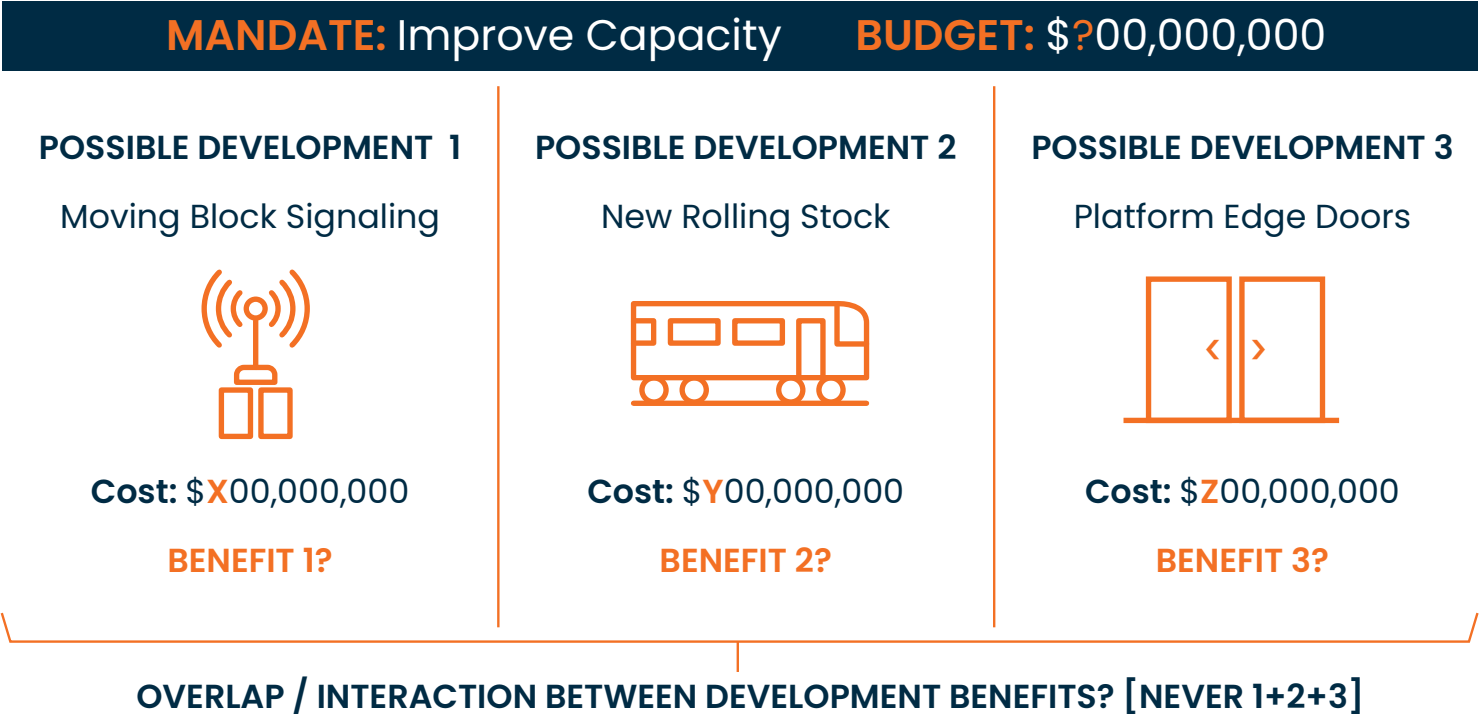 MANDATE: Improve Capacity BUDGET: $?00,000,000
POSSIBLE DEVELOPMENT 1
Moving Block Signaling
Cost: $X00,000,000
BENEFIT 1?
POSSIBLE DEVELOPMENT 2
New Rolling Stock
Cost: $Y00,000,000
BENEFIT 2?
POSSIBLE DEVELOPMENT 3
Platform Edge Doors
Cost: $Z00,000,000
BENEFIT 3?
OVERLAP / INTERACTION BETWEEN DEVELOPMENT BENEFITS? [NEVER 1+2+3]